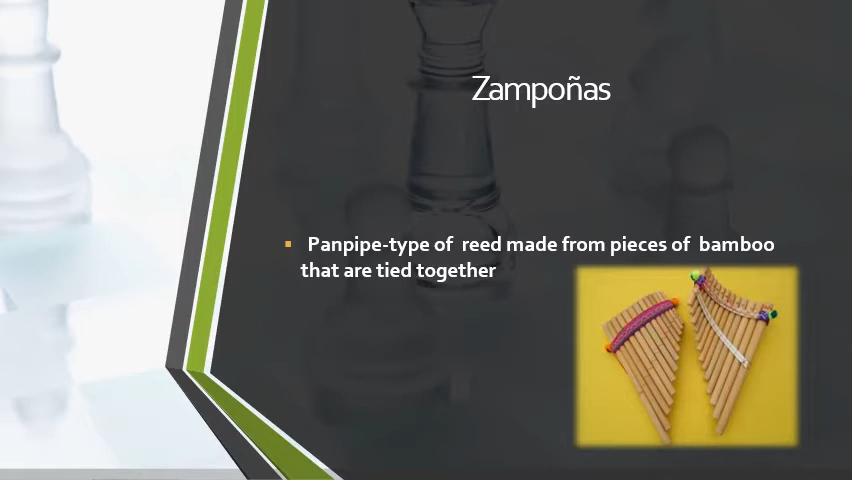 Zampoñas
Panpipe-type of reed made from pieces of bamboo
that are tied together